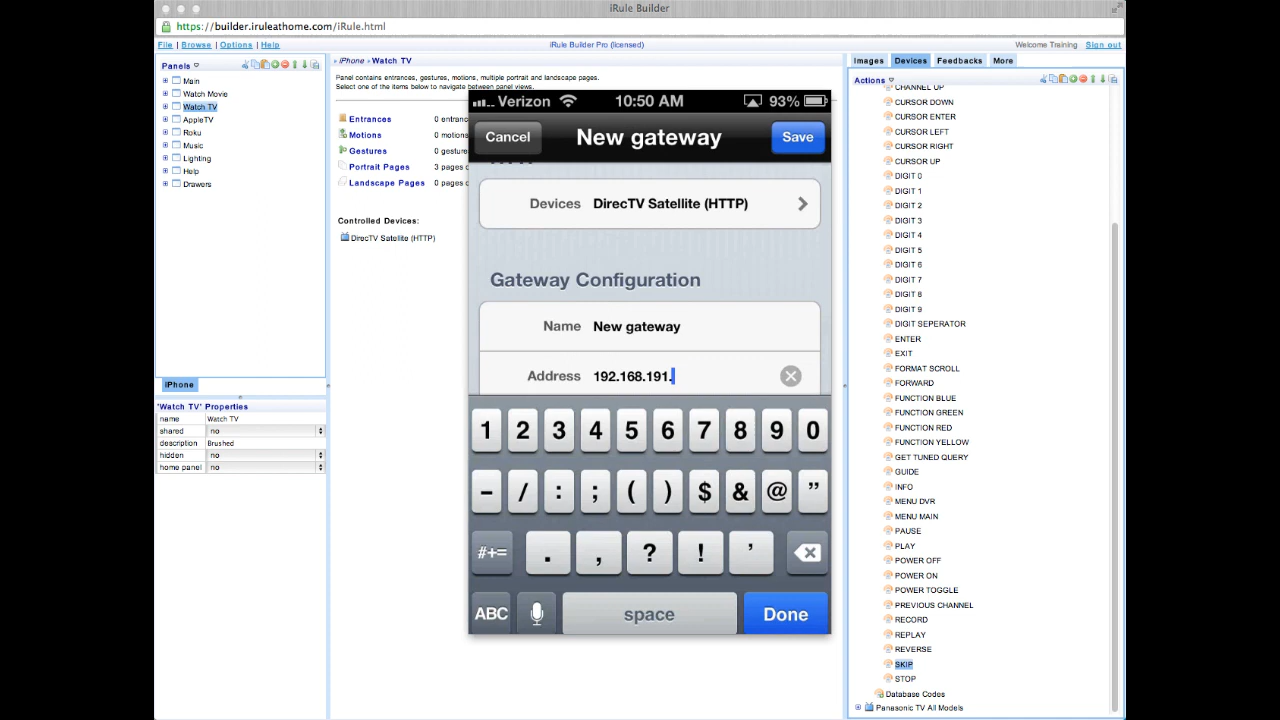 iRule Builder
https://builder.iruleathome.com/iRule.html
File | Browse | Options | Help
iRule Builder Pro (licensed)
Welcome Training
Sign out
Panels
Main
Watch Movie
Watch TV
AppleTV
Roku
Music
Lighting
Help
Drawers
iPhone
'Watch TV' Properties
name Watch TV
shared no
description Brushed
hidden no
home panel no
› iPhone › Watch TV
Panel contains entrances, gestures, motions, multiple portrait and landscape pages.
Select one of the items below to navigate between panel views.
Entrances 0 entranc
Motions 0 motions
Gestures 0 gesture
Portrait Pages 3 pages d
Landscape Pages 0 pages d
Controlled Devices:
DirecTV Satellite (HTTP)
Verizon 10:50 AM 93%
Cancel New gateway Save
Devices DirecTV Satellite (HTTP)
Gateway Configuration
Name New gateway
Address 192.168.191.
1 2 3 4 5 6 7 8 9 0
- / : ; ( ) $ & @ "
#+= . , ? ! '
ABC space Done
Images Devices Feedbacks More
Actions
CHANNEL UP
CURSOR DOWN
CURSOR ENTER
CURSOR LEFT
CURSOR RIGHT
CURSOR UP
DIGIT 0
DIGIT 1
DIGIT 2
DIGIT 3
DIGIT 4
DIGIT 5
DIGIT 6
DIGIT 7
DIGIT 8
DIGIT 9
DIGIT SEPERATOR
ENTER
EXIT
FORMAT SCROLL
FORWARD
FUNCTION BLUE
FUNCTION GREEN
FUNCTION RED
FUNCTION YELLOW
GET TUNED QUERY
GUIDE
INFO
MENU DVR
MENU MAIN
PAUSE
PLAY
POWER OFF
POWER ON
POWER TOGGLE
PREVIOUS CHANNEL
RECORD
REPLAY
REVERSE
SKIP
STOP
Database Codes
Panasonic TV All Models